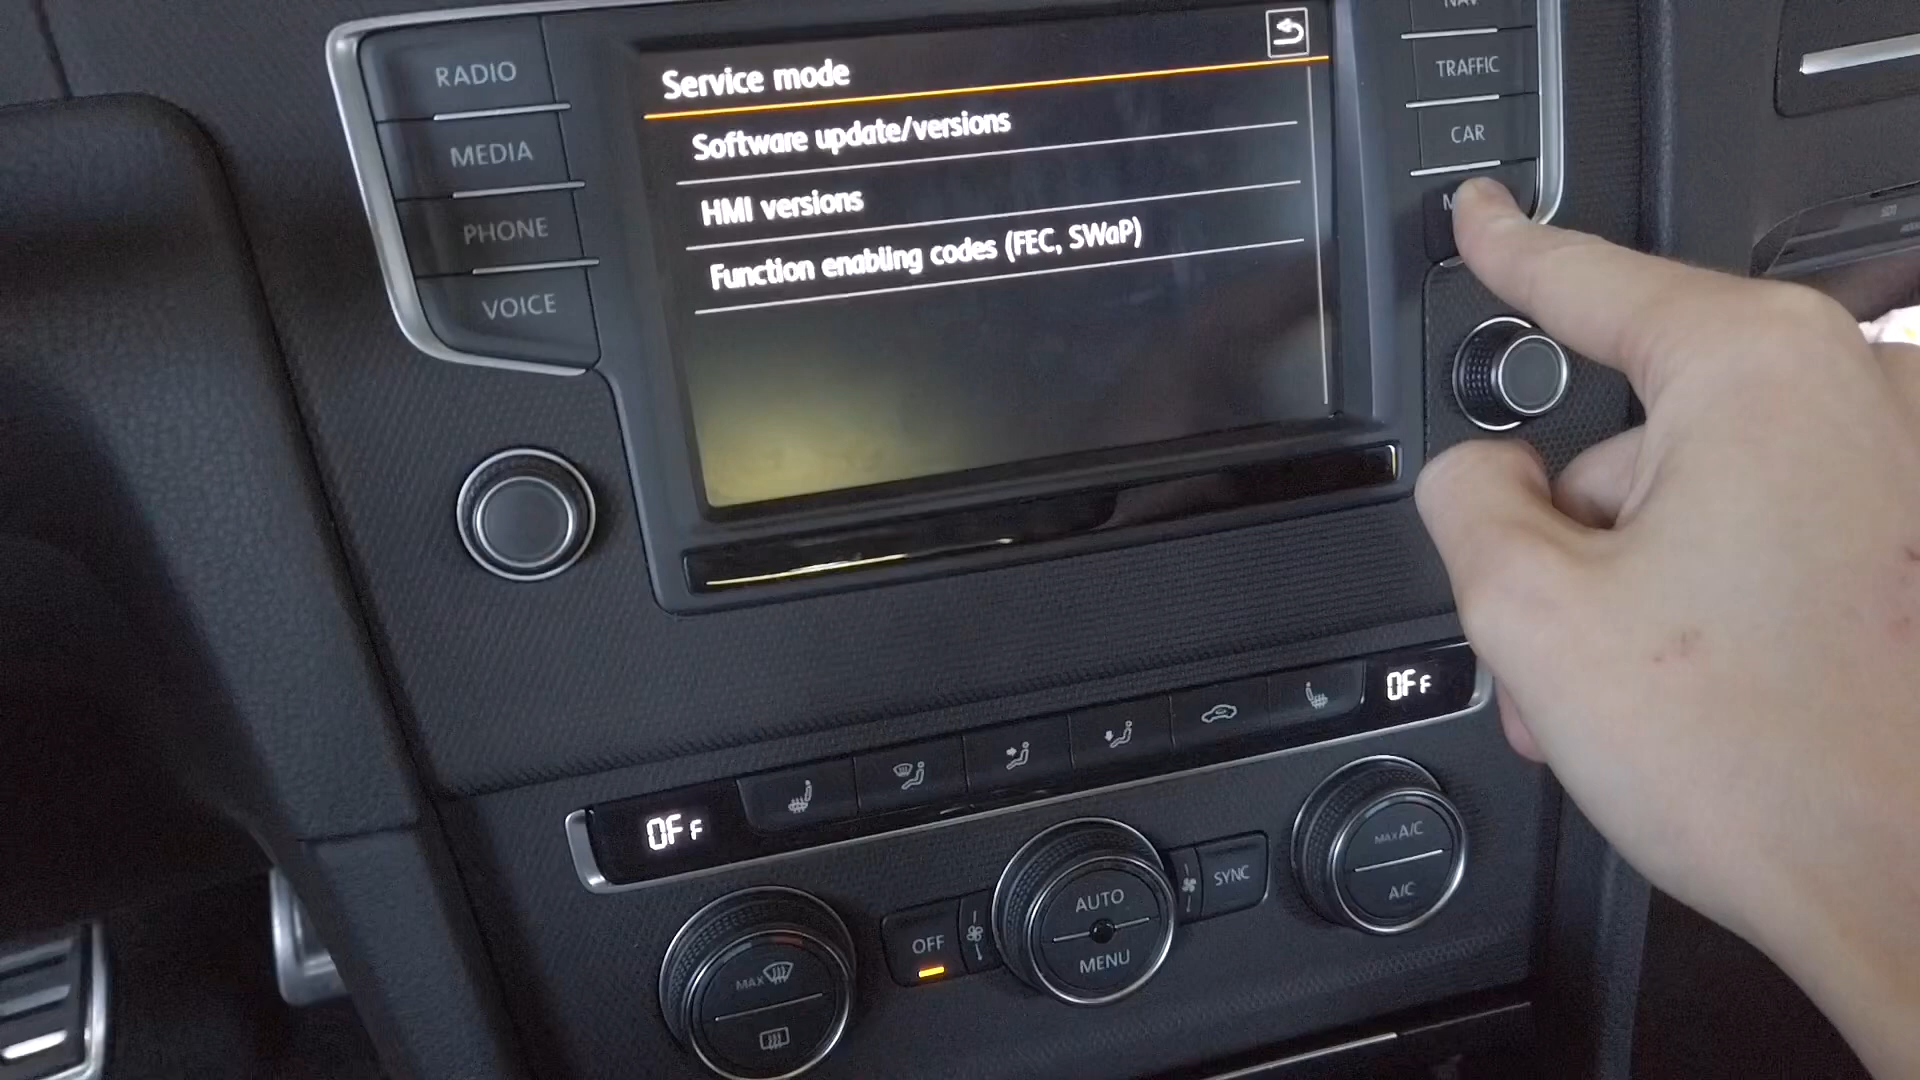 RADIO
MEDIA
PHONE
VOICE
Service mode
Software update/versions
HMI versions
Function enabling codes (FEC, SWaP)
NAV
TRAFFIC
CAR
OFF
OFF
OFF
AUTO
MENU
SYNC
MAX A/C
A/C
MAX